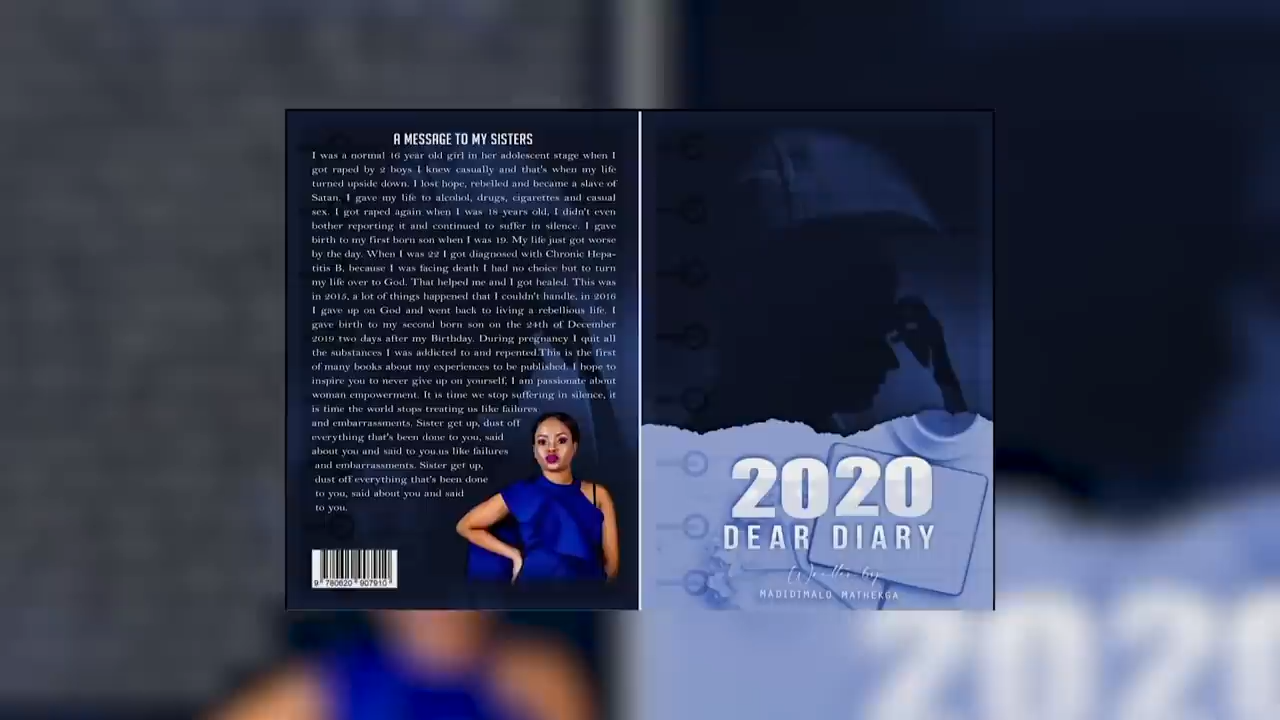 A MESSAGE TO MY SISTERS
I was a normal 16 year old girl in her adolescent stage when I
got raped by 2 boys I knew casually and that's when my life
turned upside down. I lost hope, rebelled and became a slave of
Satan. I gave my life to alcohol, drugs, cigarettes and casual
sex. I got raped again when I was 18 years old, I didn't even
bother reporting it and continued to suffer in silence. I gave
birth to my first born son when I was 19. My life just got worse
by the day. When I was 22 I got diagnosed with Chronic Hepa-
titis B, because I was facing death I had no choice but to turn
my life over to God. That helped me and I got healed. This was
in 2015, a lot of things happened that I couldn't handle, in 2016
I gave up on God and went back to living a rebellious life. I
gave birth to my second born son on the 24th of December
2019 two days after my Birthday. During pregnancy I quit all
the substances I was addicted to and repented.This is the first
of many books about my experiences to be published. I hope to
inspire you to never give up on yourself, I am passionate about
woman empowerment. It is time we stop suffering in silence, it
is time the world stops treating us like failures
and embarrassments. Sister get up, dust off
everything that's been done to you, said
about you and said to you.us like failures
and embarrassments. Sister get up,
dust off everything that's been done
to you, said about you and said
to you.
9 780620 907910
2020
DEAR DIARY
Written by
MADIDIMALO MATHEKGA
2020